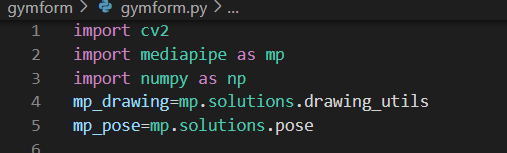 gymform > gymform.py > ...
1 import cv2
2 import mediapipe as mp
3 import numpy as np
4 mp_drawing=mp.solutions.drawing_utils
5 mp_pose=mp.solutions.pose
6